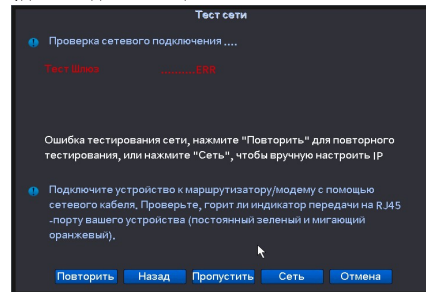 Тест сети
Проверка сетевого подключения ....
Тест Шлюз ..........ERR
Ошибка тестирования сети, нажмите "Повторить" для повторного
тестирования, или нажмите "Сеть", чтобы вручную настроить IP
Подключите устройство к маршрутизатору/модему с помощью
сетевого кабеля. Проверьте, горит ли индикатор передачи на RJ45
-порту вашего устройства (постоянный зеленый и мигающий
оранжевый).
Повторить Назад Пропустить Сеть Отмена